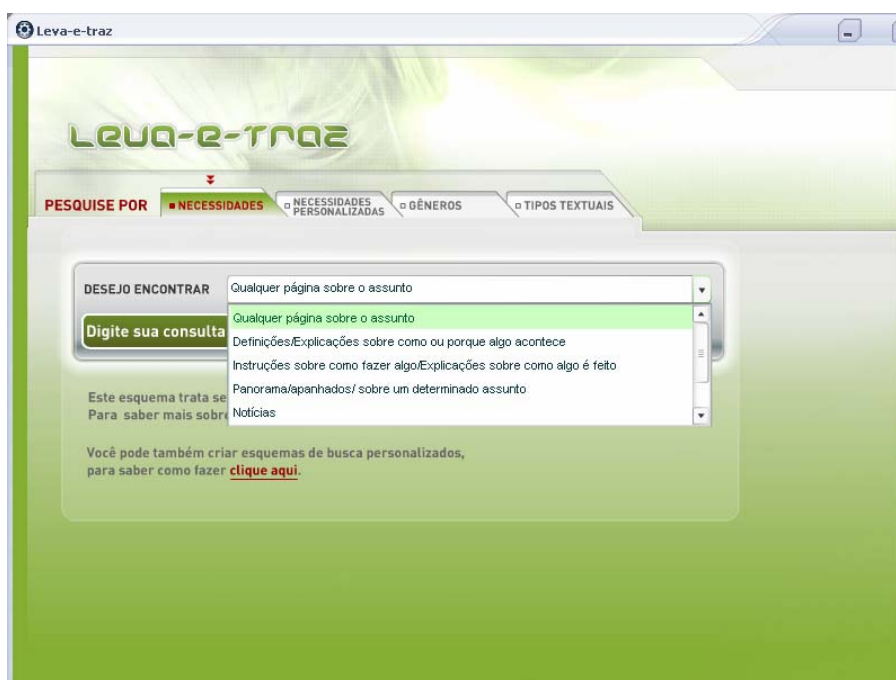 Leva-e-traz
Leva-e-traz
PESQUISE POR
NECESSIDADES
NECESSIDADES
PERSONALIZADAS
GÊNEROS
TIPOS TEXTUAIS
DESEJO ENCONTRAR
Qualquer página sobre o assunto
Qualquer página sobre o assunto
Definições/Explicações sobre como ou porque algo acontece
Instruções sobre como fazer algo/Explicações sobre como algo é feito
Panorama/apanhados/ sobre um determinado assunto
Notícias
Digite sua consulta
Este esquema trata se
Para saber mais sobre
Você pode também criar esquemas de busca personalizados,
para saber como fazer clique aqui.